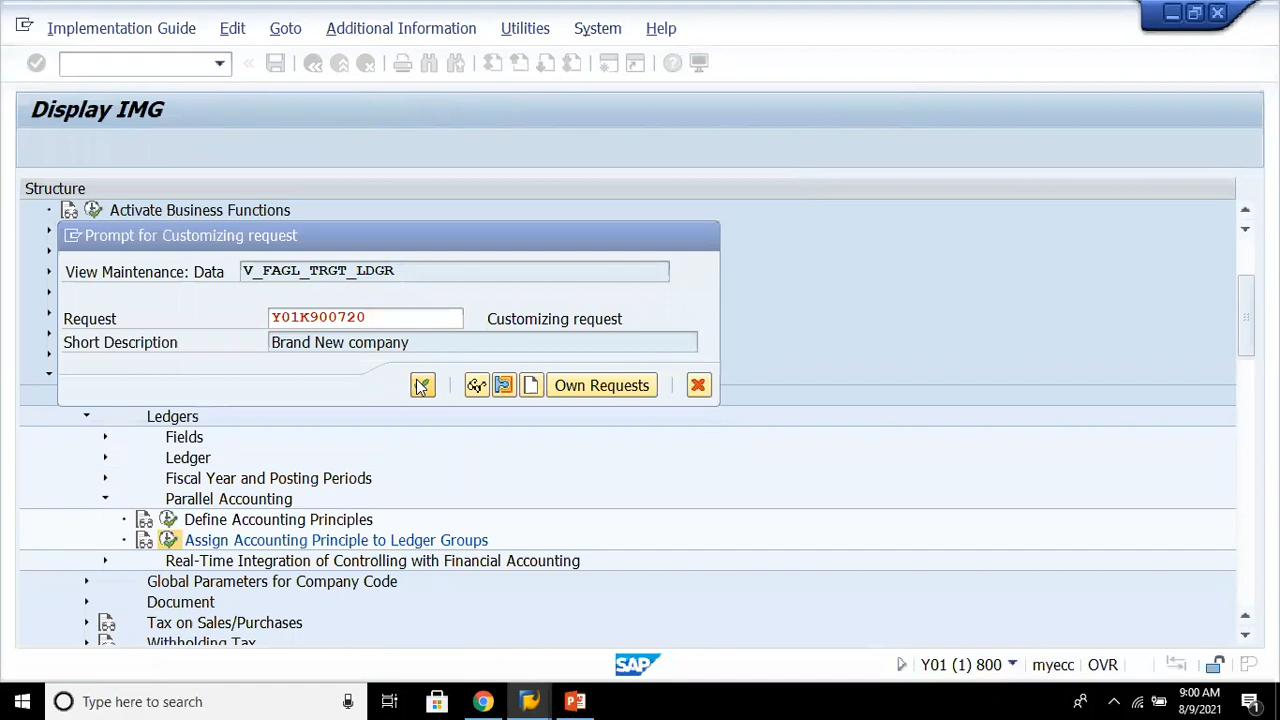 Implementation Guide Edit Goto Additional Information Utilities System Help
Display IMG
Structure
Activate Business Functions
Prompt for Customizing request
View Maintenance: Data V_FAGL_TRGT_LDGR
Request Y01K900720 Customizing request
Short Description Brand New company
Own Requests
Ledgers
Fields
Ledger
Fiscal Year and Posting Periods
Parallel Accounting
Define Accounting Principles
Assign Accounting Principle to Ledger Groups
Real-Time Integration of Controlling with Financial Accounting
Global Parameters for Company Code
Document
Tax on Sales/Purchases
Withholding Tax
SAP Y01 (1) 800 myecc OVR
Type here to search
9:00 AM
8/9/2021